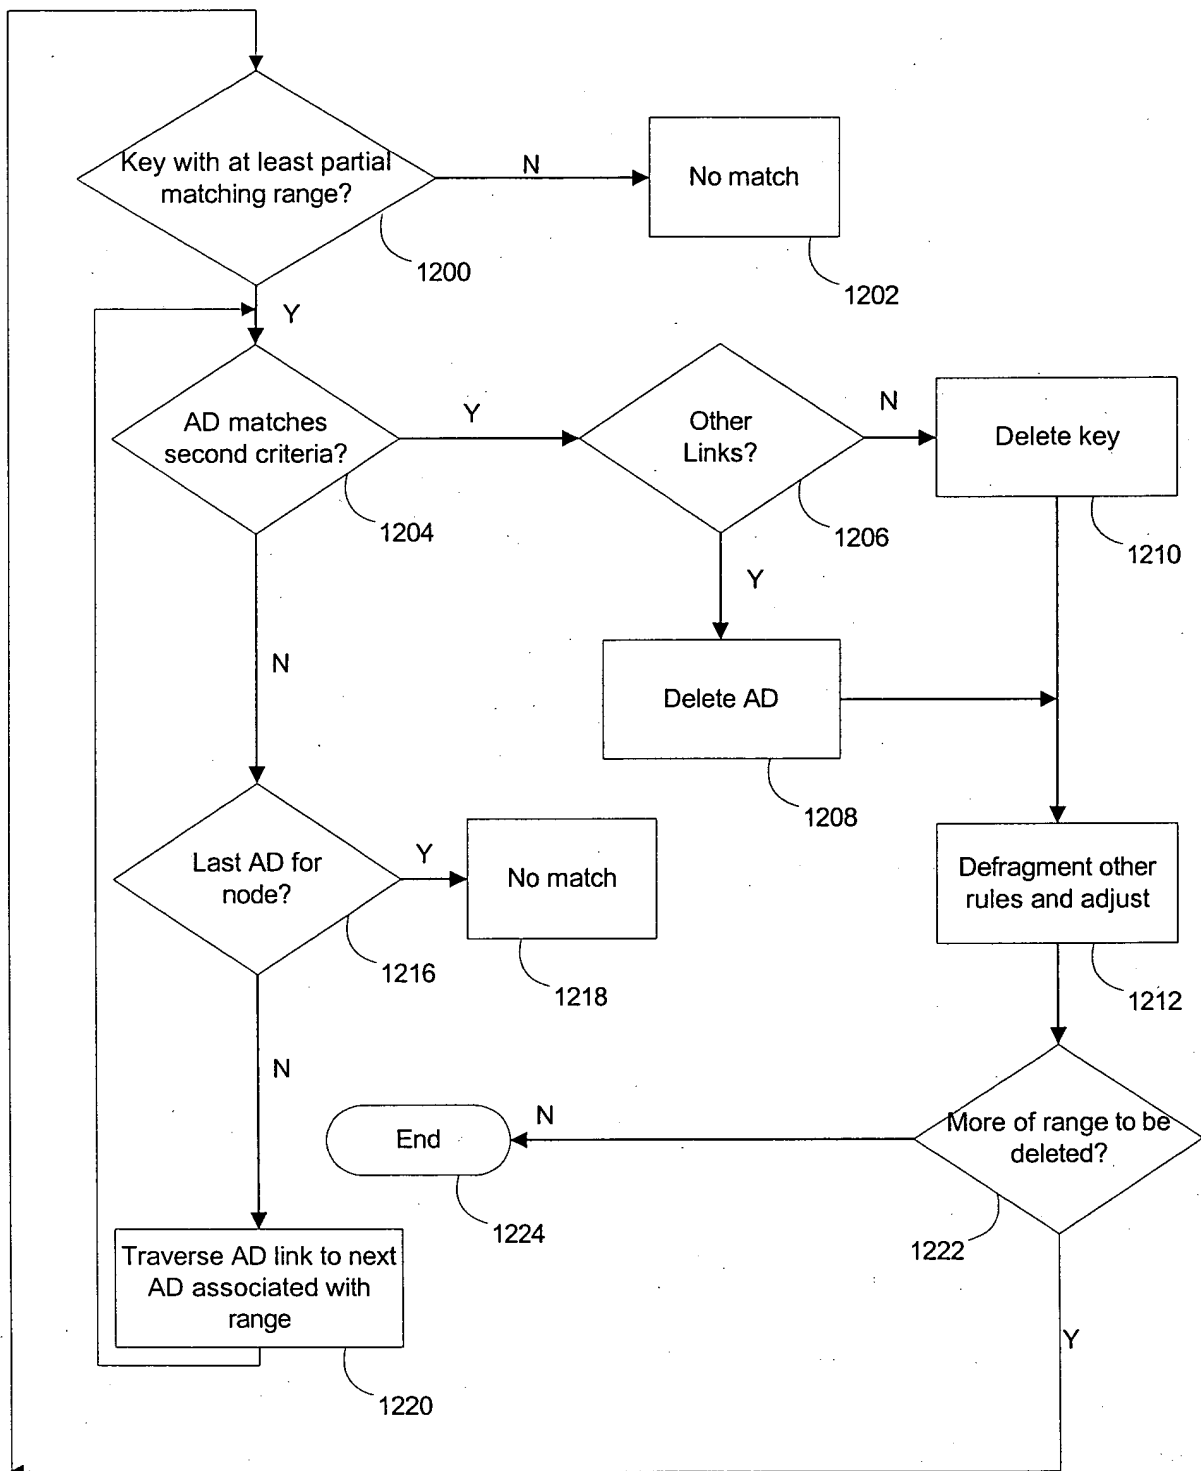 Key with at least partial
matching range?
N
No match
1200
1202
Y
AD matches
second criteria?
Y
Other
Links?
N
Delete key
1204
1206
1210
Y
N
Delete AD
1208
Last AD for
node?
Y
No match
Defragment other
rules and adjust
1216
1218
1212
N
End
N
More of range to be
deleted?
1224
1222
Traverse AD link to next
AD associated with
range
Y
1220